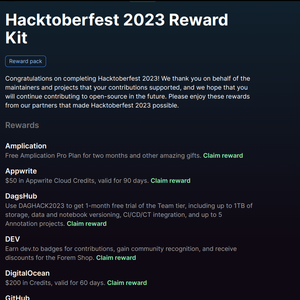 Hacktoberfest 2023 Reward
Kit
Reward pack
Congratulations on completing Hacktoberfest 2023! We thank you on behalf of the
maintainers and projects that your contributions supported, and we hope that you
will continue contributing to open-source in the future. Please enjoy these rewards
from our partners that made Hacktoberfest 2023 possible.
Rewards
Amplication
Free Amplication Pro Plan for two months and other amazing gifts. Claim reward
Appwrite
$50 in Appwrite Cloud Credits, valid for 90 days. Claim reward
DagsHub
Use DAGHACK2023 to get 1-month free trial of the Team tier, including up to 1TB of
storage, data and notebook versioning, CI/CD/CT integration, and up to 5
Annotation projects. Claim reward
DEV
Earn dev.to badges for contributions, gain community recognition, and receive
discounts for the Forem Shop. Claim reward
DigitalOcean
$200 in Credits, valid for 60 days. Claim reward
GitHub